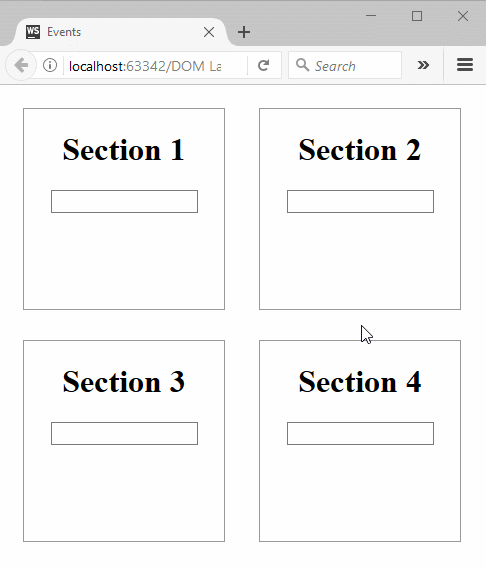 WS Events
localhost:63342/DOM La
Search
Section 1
Section 2
Section 3
Section 4